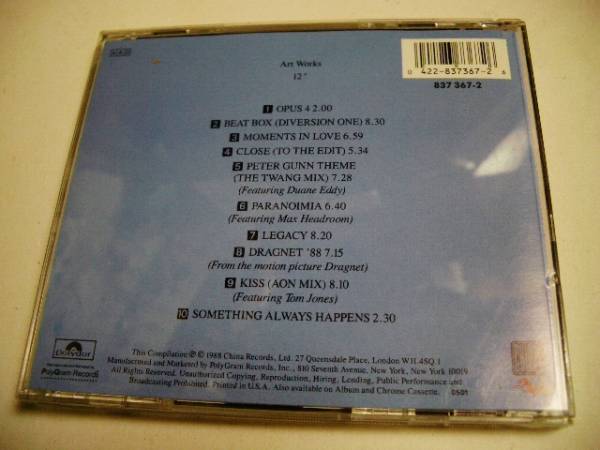 AAD
Art Works
12"
0 422-837367-2 6
837 367-2
1 OPUS 4 2.00
2 BEAT BOX (DIVERSION ONE) 8.30
3 MOMENTS IN LOVE 6.59
4 CLOSE (TO THE EDIT) 5.34
5 PETER GUNN THEME
(THE TWANG MIX) 7.28
(Featuring Duane Eddy)
6 PARANOIMIA 6.40
(Featuring Max Headroom)
7 LEGACY 8.20
8 DRAGNET '88 7.15
(From the motion picture Dragnet)
9 KISS (AON MIX) 8.10
(Featuring Tom Jones)
10 SOMETHING ALWAYS HAPPENS 2.30
polydor
PolyGram Records
This Compilation ℗ © 1988 China Records, Ltd. 27 Queensdale Place, London W11.4SQ.1
Manufactured and Marketed by PolyGram Records, Inc., 810 Seventh Avenue, New York, New York 10019
All Rights Reserved. Unauthorized Copying, Reproduction, Hiring, Lending, Public Performance and
Broadcasting Prohibited. Printed in U.S.A. Also available on Album and Chrome Cassette.
0501